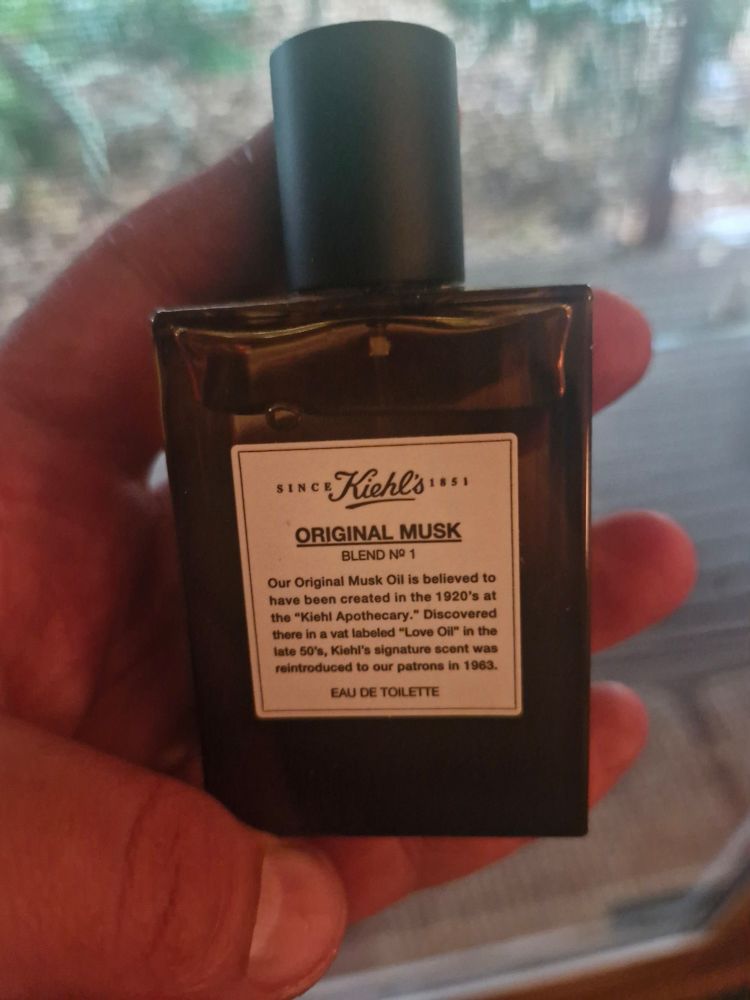 SINCE Kiehl's 1851
ORIGINAL MUSK
BLEND Nº 1
Our Original Musk Oil is believed to
have been created in the 1920's at
the "Kiehl Apothecary." Discovered
there in a vat labeled "Love Oil" in the
late 50's, Kiehl's signature scent was
reintroduced to our patrons in 1963.
EAU DE TOILETTE